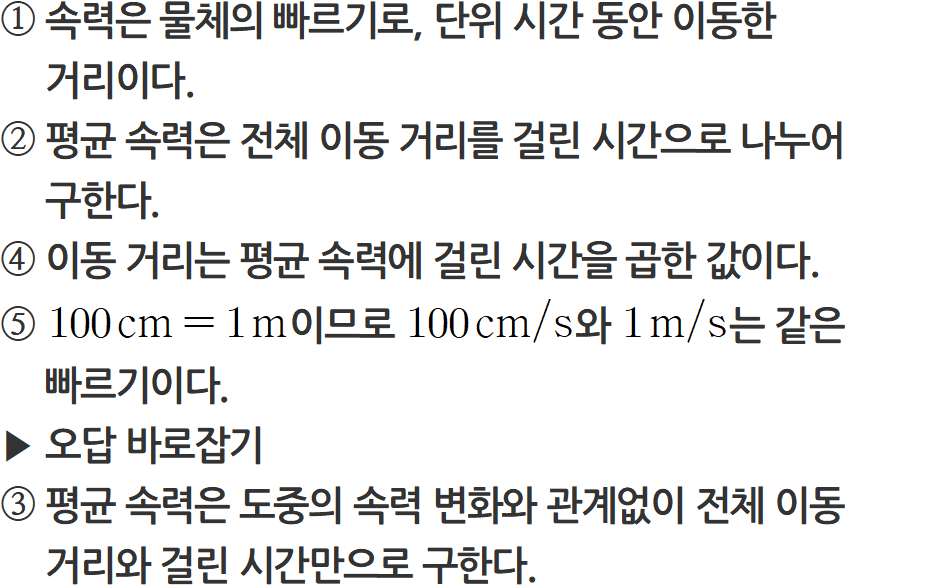 ① 속력은 물체의 빠르기로, 단위 시간 동안 이동한
거리이다.
② 평균 속력은 전체 이동 거리를 걸린 시간으로 나누어
구한다.
④ 이동 거리는 평균 속력에 걸린 시간을 곱한 값이다.
⑤ 100 cm = 1 m이므로 100 cm/s와 1 m/s는 같은
빠르기이다.
▶ 오답 바로잡기
③ 평균 속력은 도중의 속력 변화와 관계없이 전체 이동
거리와 걸린 시간만으로 구한다.